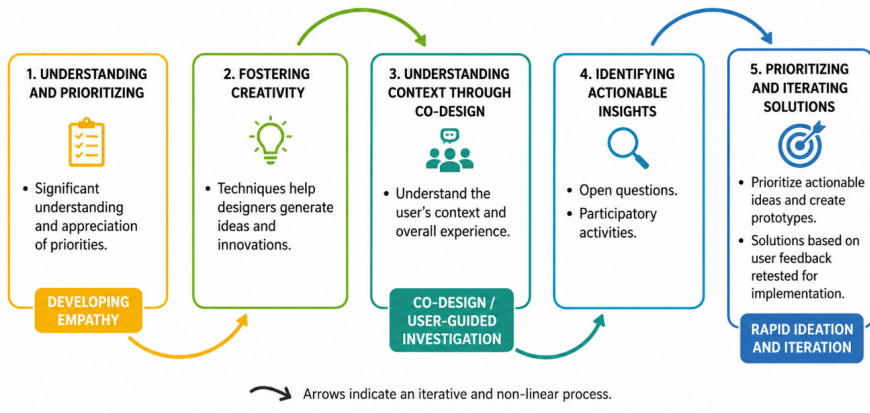 1. UNDERSTANDING
AND PRIORITIZING
• Significant
understanding
and appreciation
of priorities.
DEVELOPING
EMPATHY
2. FOSTERING
CREATIVITY
• Techniques help
designers generate
ideas and
innovations.
3. UNDERSTANDING
CONTEXT THROUGH
CO-DESIGN
• Understand the
user's context and
overall experience.
CO-DESIGN /
USER-GUIDED
INVESTIGATION
4. IDENTIFYING
ACTIONABLE
INSIGHTS
• Open questions.
• Participatory
activities.
5. PRIORITIZING
AND ITERATING
SOLUTIONS
• Prioritize actionable
ideas and create
prototypes.
• Solutions based on
user feedback
retested for
implementation.
RAPID IDEATION
AND ITERATION
Arrows indicate an iterative and non-linear process.